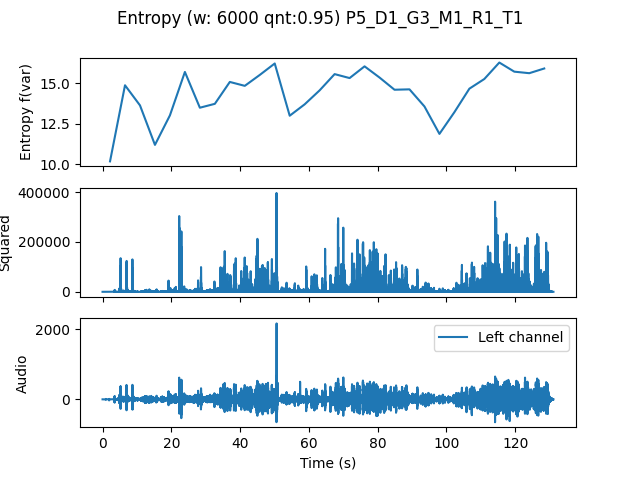 Entropy (w: 6000 qnt:0.95) P5_D1_G3_M1_R1_T1
Entropy f(var)
15.0
12.5
10.0
Squared
400000
200000
0
Audio
2000
0
Left channel
0 20 40 60 80 100 120
Time (s)